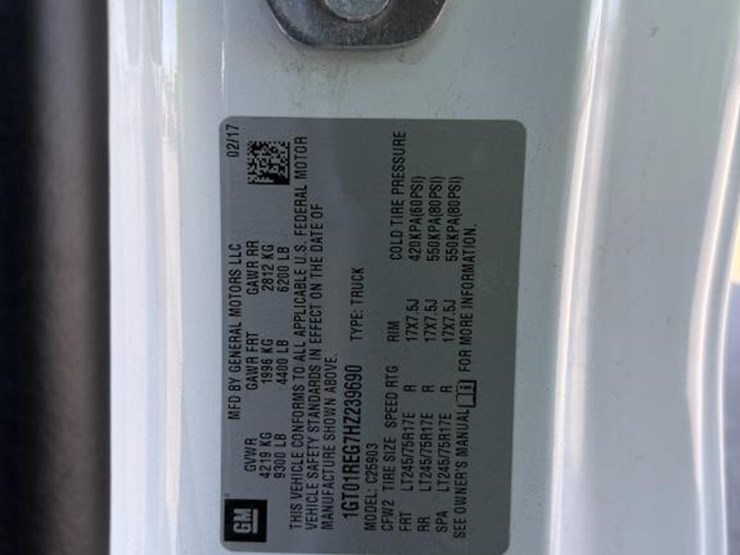 MFD BY GENERAL MOTORS LLC 02/17
GM
GVWR GAWR FRT GAWR RR
4219 KG 1996 KG 2812 KG
9300 LB 4400 LB 6200 LB
THIS VEHICLE CONFORMS TO ALL APPLICABLE U.S. FEDERAL MOTOR
VEHICLE SAFETY STANDARDS IN EFFECT ON THE DATE OF
MANUFACTURE SHOWN ABOVE.
1GT01REG7HZ239690 TYPE: TRUCK
MODEL: C25903
CFW2 TIRE SIZE SPEED RTG RIM COLD TIRE PRESSURE
FRT LT245/75R17E R 17X7.5J 420KPA(60PSI)
RR LT245/75R17E R 17X7.5J 550KPA(80PSI)
SPA LT245/75R17E R 17X7.5J 550KPA(80PSI)
SEE OWNER'S MANUAL FOR MORE INFORMATION.